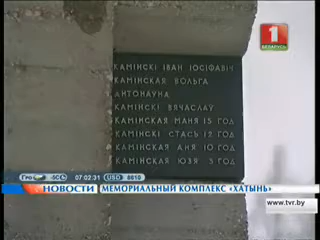 1
БЕЛАРУСЬ
КАМІНСКІ ІВАН ІОСІФАВІЧ
КАМІНСКАЯ ВОЛЬГА
АНТОНАЎНА
КАМІНСКІ ВЯЧАСЛАЎ
КАМІНСКАЯ МАНЯ 15 ГОД
КАМІНСКІ СТАСЬ 12 ГОД
КАМІНСКАЯ АНЯ 10 ГОД
КАМІНСКАЯ ЮЗЯ 5 ГОД
07:02:31 USD
НОВОСТИ МЕМОРИАЛЬНЫЙ КОМПЛЕКС «ХАТЫНЬ»
www.tvr.by